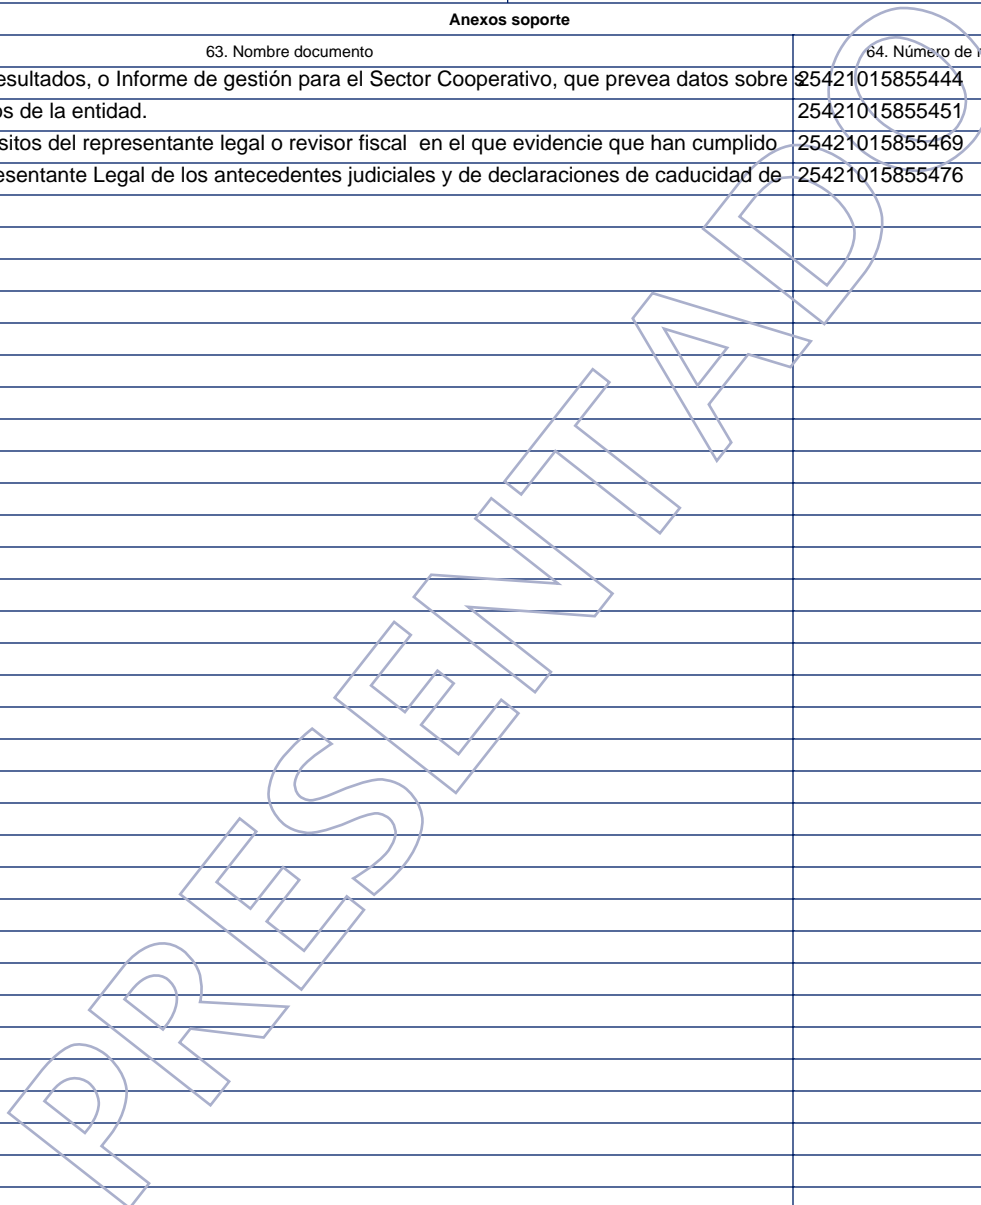 Anexos soporte
63. Nombre documento 64. Número de
esultados, o Informe de gestión para el Sector Cooperativo, que prevea datos sobre s 25421015855444
os de la entidad. 25421015855451
sitos del representante legal o revisor fiscal en el que evidencie que han cumplido 25421015855469
esentante Legal de los antecedentes judiciales y de declaraciones de caducidad de 25421015855476
PRESENTADO